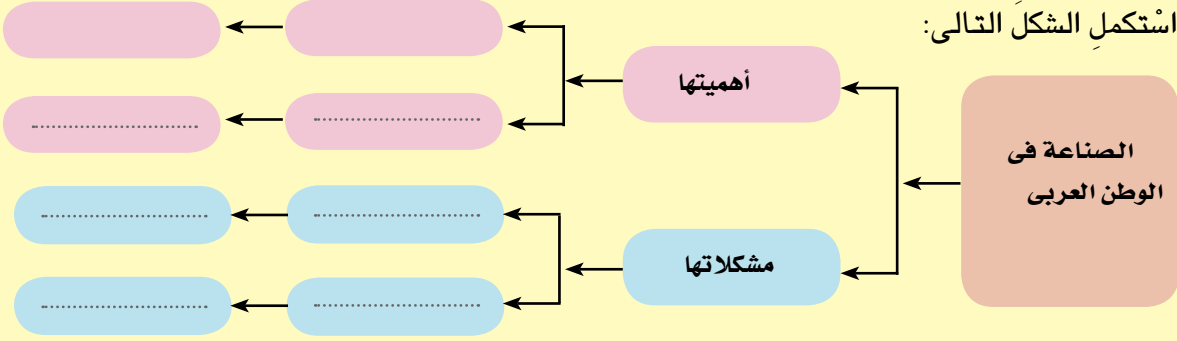 اسْتكملِ الشكلَ التالى:
أهميتها
الصناعة فى
الوطن العربى
مشكلاتها